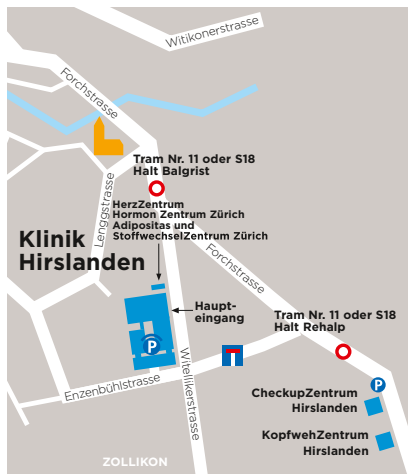 Witikonerstrasse
Forchstrasse
Tram Nr. 11 oder S18
Halt Balgrist
Lenggstrasse
HerzZentrum
Hormon Zentrum Zürich
Adipositas und
StoffwechselZentrum Zürich
Klinik
Hirslanden
Forchstrasse
Haupt-
eingang
Tram Nr. 11 oder S18
Halt Rehalp
P
Witellikerstrasse
Enzenbühlstrasse
P
CheckupZentrum
Hirslanden
KopfwehZentrum
Hirslanden
ZOLLIKON